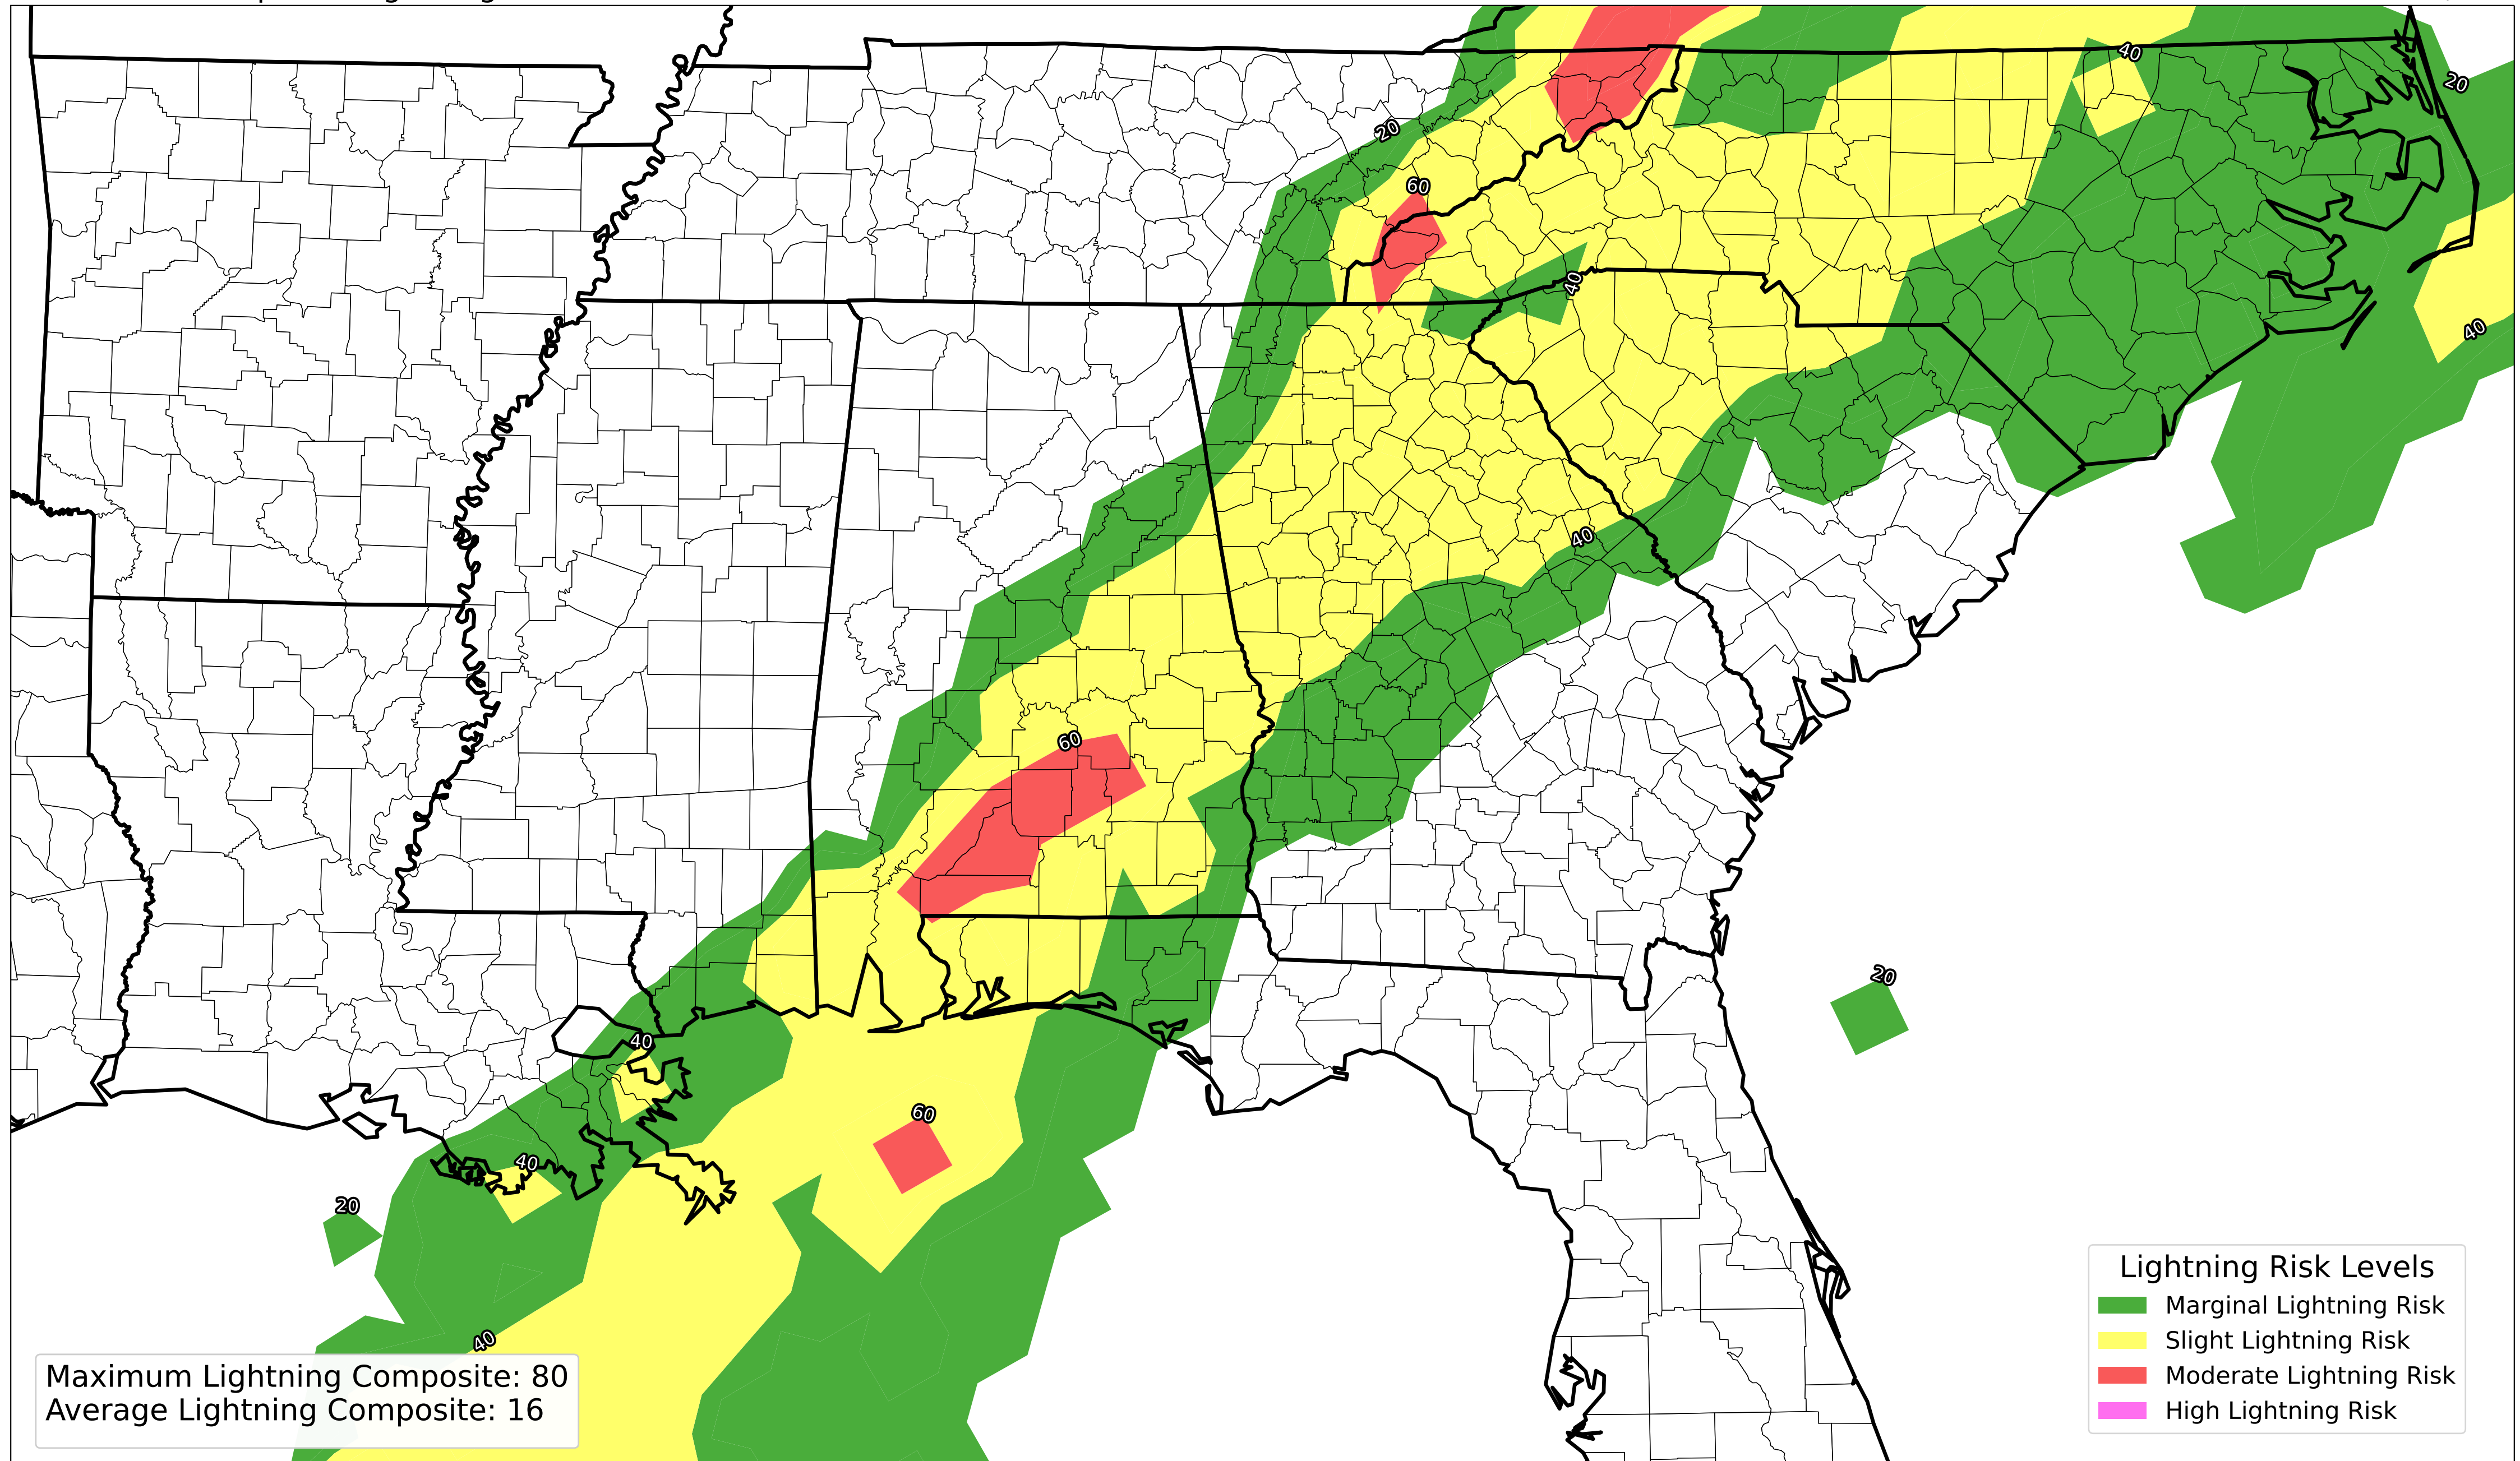 40
20
20
60
40
40
40
60
20
40
60
40
20
40
Lightning Risk Levels
Marginal Lightning Risk
Slight Lightning Risk
Moderate Lightning Risk
High Lightning Risk
Maximum Lightning Composite: 80
Average Lightning Composite: 16